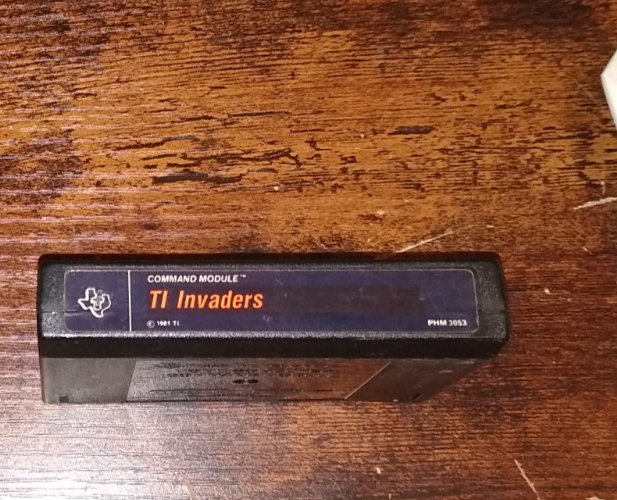 COMMAND MODULE™
TI Invaders
© 1981 TI
PHM 3053